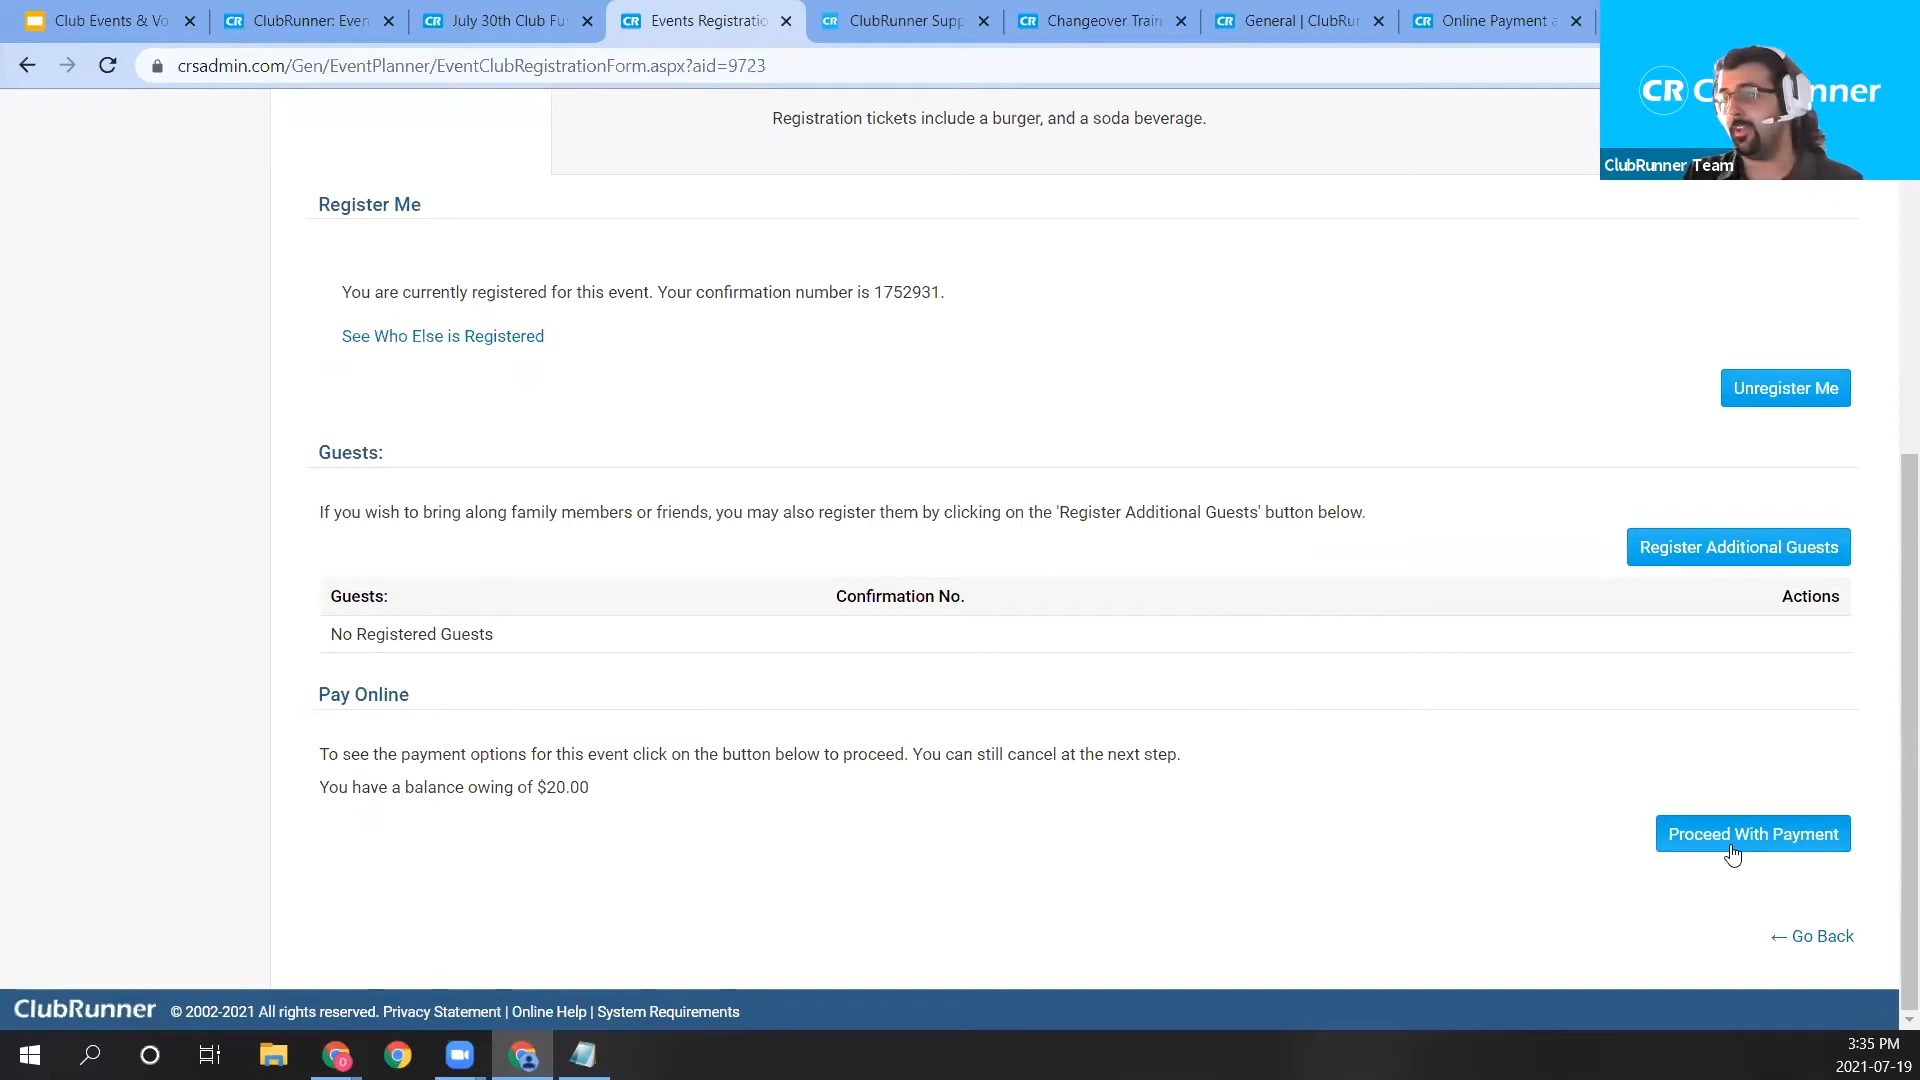 Club Events & Vo
ClubRunner: Even
July 30th Club Fu
Events Registratio
ClubRunner Supp
Changeover Train
General | ClubRu
Online Payment a
crsadmin.com/Gen/EventPlanner/EventClubRegistrationForm.aspx?aid=9723
CR C nner
ClubRunner Team
Registration tickets include a burger, and a soda beverage.
Register Me
You are currently registered for this event. Your confirmation number is 1752931.
See Who Else is Registered
Unregister Me
Guests:
If you wish to bring along family members or friends, you may also register them by clicking on the 'Register Additional Guests' button below.
Register Additional Guests
Guests: Confirmation No. Actions
No Registered Guests
Pay Online
To see the payment options for this event click on the button below to proceed. You can still cancel at the next step.
You have a balance owing of $20.00
Proceed With Payment
← Go Back
ClubRunner © 2002-2021 All rights reserved. Privacy Statement | Online Help | System Requirements
3:35 PM
2021-07-19